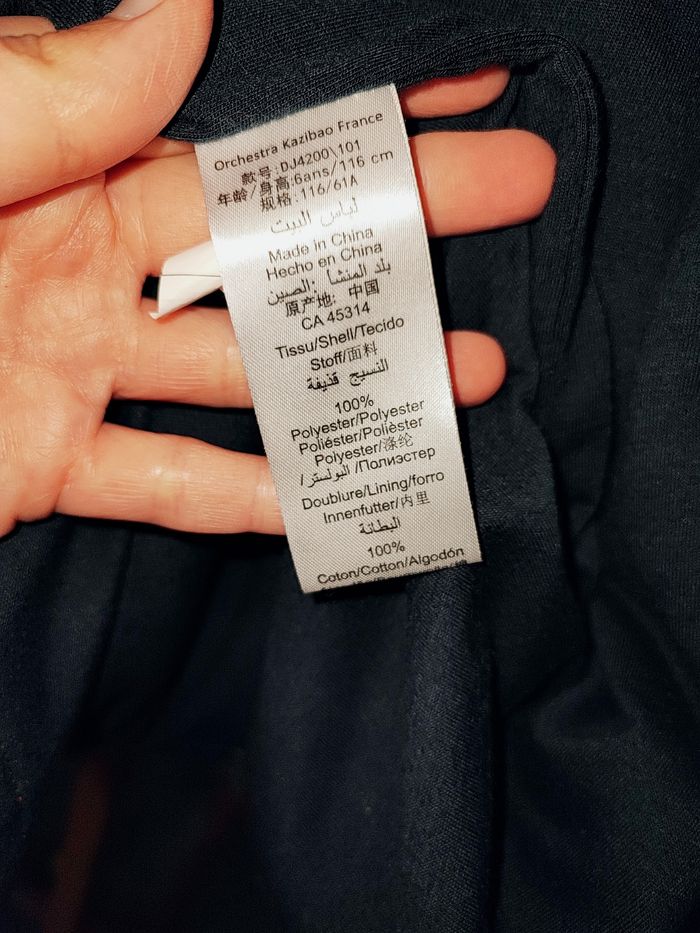 Orchestra Kazibao France
款号:DJ4200\101
年龄/身高:6ans/116 cm
规格:116/61A
لباس البيت
Made in China
Hecho en China
بلد المنشأ :الصين
原产地: 中国
CA 45314
Tissu/Shell/Tecido
Stoff/面料
النسيج قذيفة
100%
Polyester/Polyester
Poliéster/Polièster
Polyester/涤纶
/البولستر /Полиэстер
Doublure/Lining/forro
Innenfutter/内里
البطانة
100%
Coton/Cotton/Algodón